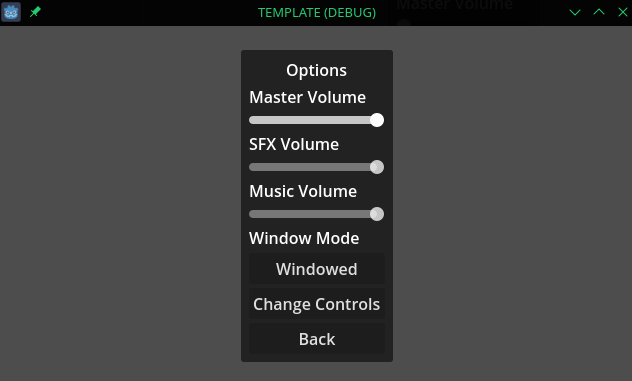 TEMPLATE (DEBUG)
Master Volume
Options
Master Volume
SFX Volume
Music Volume
Window Mode
Windowed
Change Controls
Back